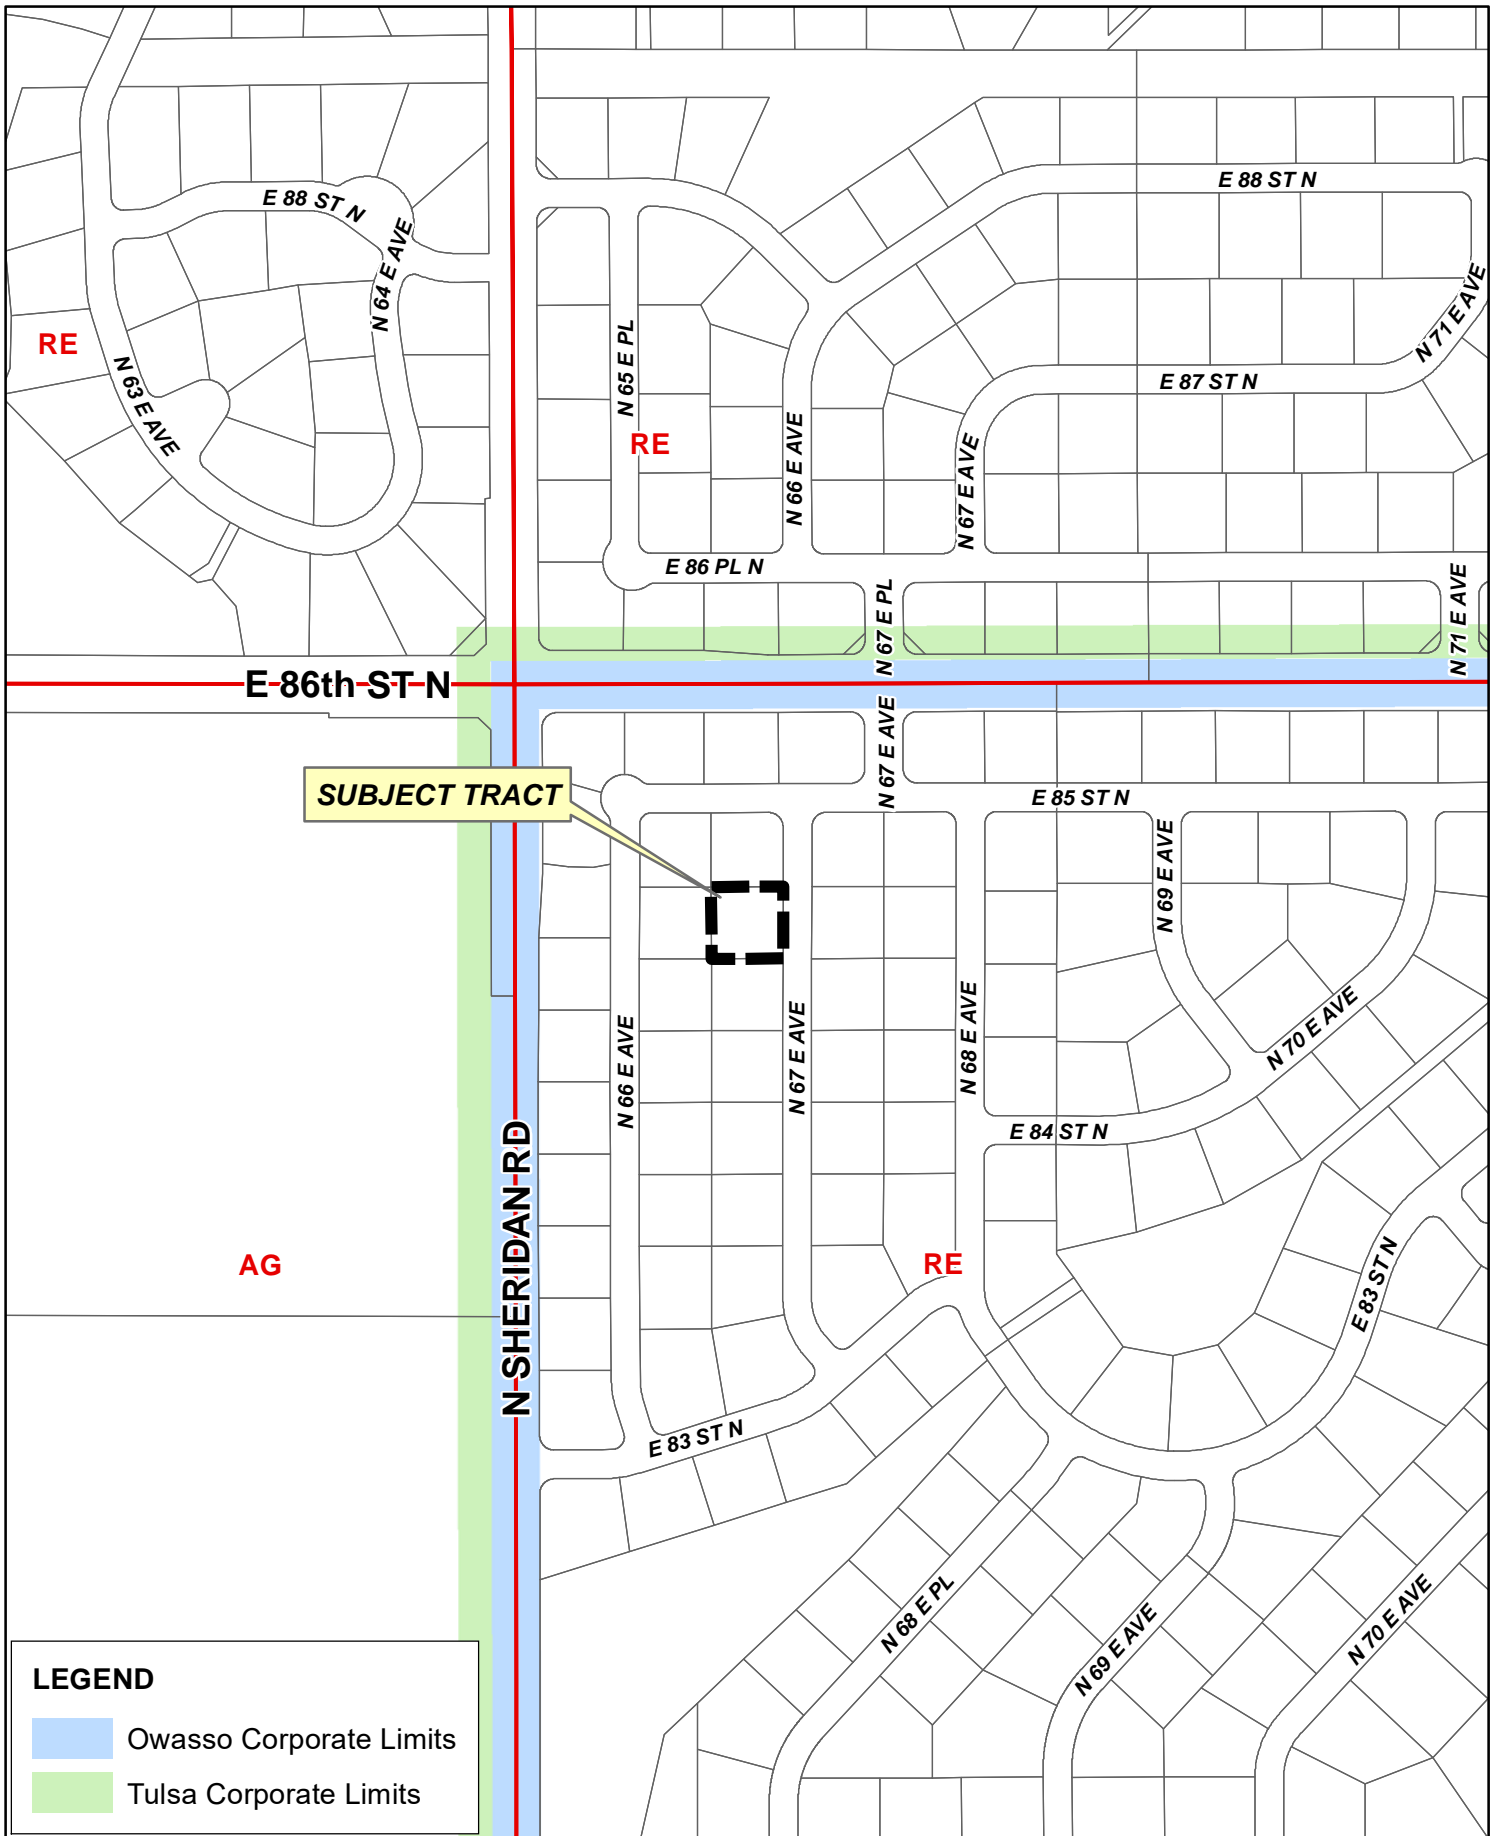 E 88 ST N
E 88 ST N
N 64 E AVE
N 71 E AVE
RE
N 63 E AVE
N 65 E PL
E 87 ST N
RE
N 66 E AVE
N 67 E AVE
E 86 PL N
N 67 E PL
N 71 E AVE
E 86th ST N
N 67 E AVE
SUBJECT TRACT
E 85 ST N
N 69 E AVE
N 66 E AVE
N 67 E AVE
N 68 E AVE
N 70 E AVE
E 84 ST N
N SHERIDAN RD
AG
RE
E 83 ST N
E 83 ST N
N 68 E PL
N 69 E AVE
N 70 E AVE
LEGEND
Owasso Corporate Limits
Tulsa Corporate Limits